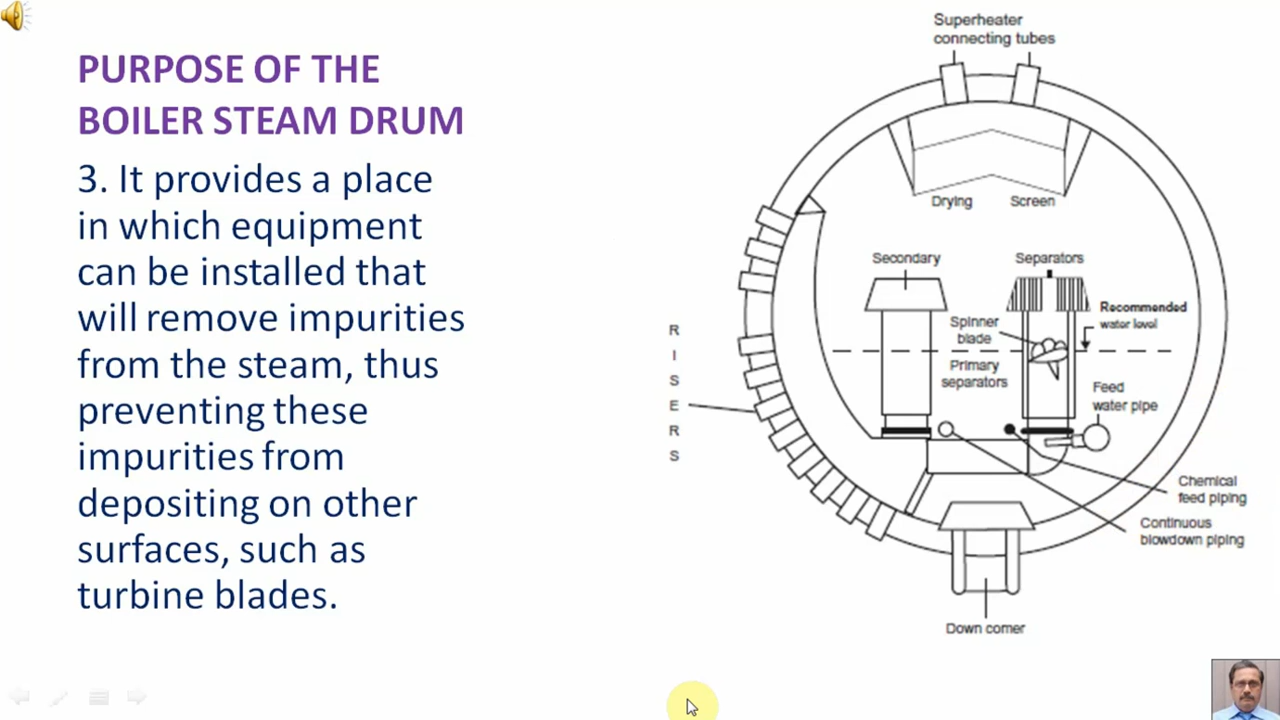 PURPOSE OF THE
BOILER STEAM DRUM
3. It provides a place
in which equipment
can be installed that
will remove impurities
from the steam, thus
preventing these
impurities from
depositing on other
surfaces, such as
turbine blades.
Superheater
connecting tubes
Drying Screen
Secondary Separators
Recommended
water level
Spinner
blade
Primary
separators
Feed
water pipe
R
I
S
E
R
S
Chemical
feed piping
Continuous
blowdown piping
Down comer